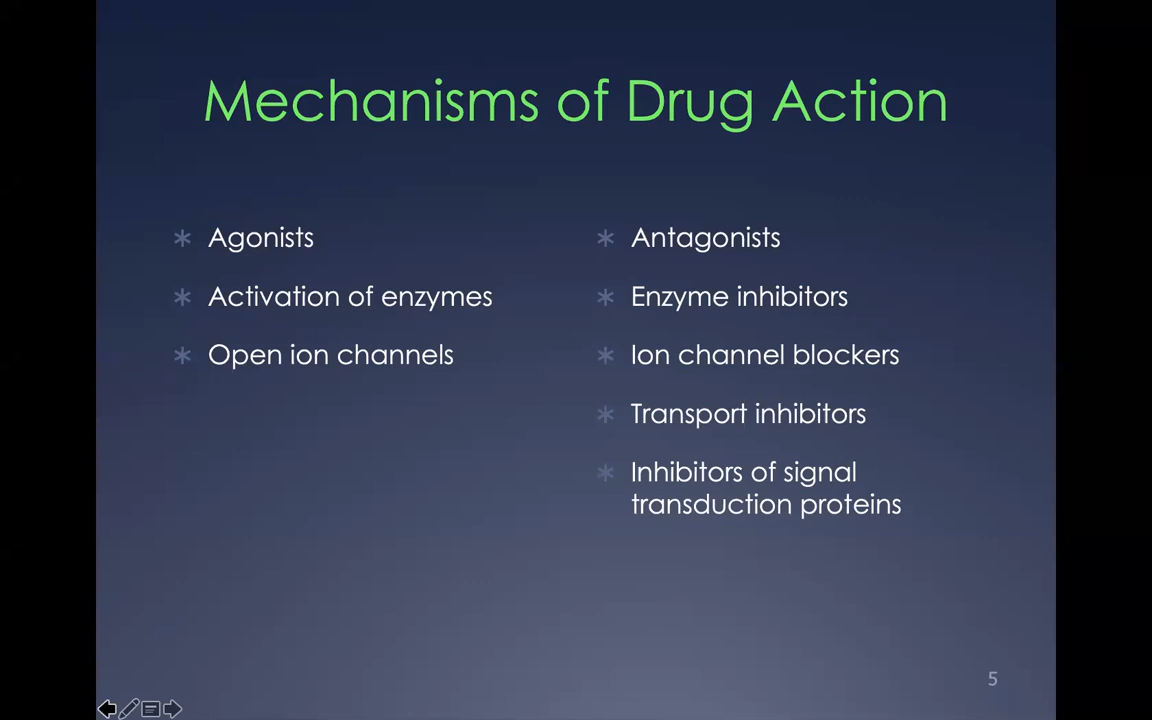 Mechanisms of Drug Action
* Agonists
* Activation of enzymes
* Open ion channels
* Antagonists
* Enzyme inhibitors
* Ion channel blockers
* Transport inhibitors
* Inhibitors of signal
transduction proteins
5